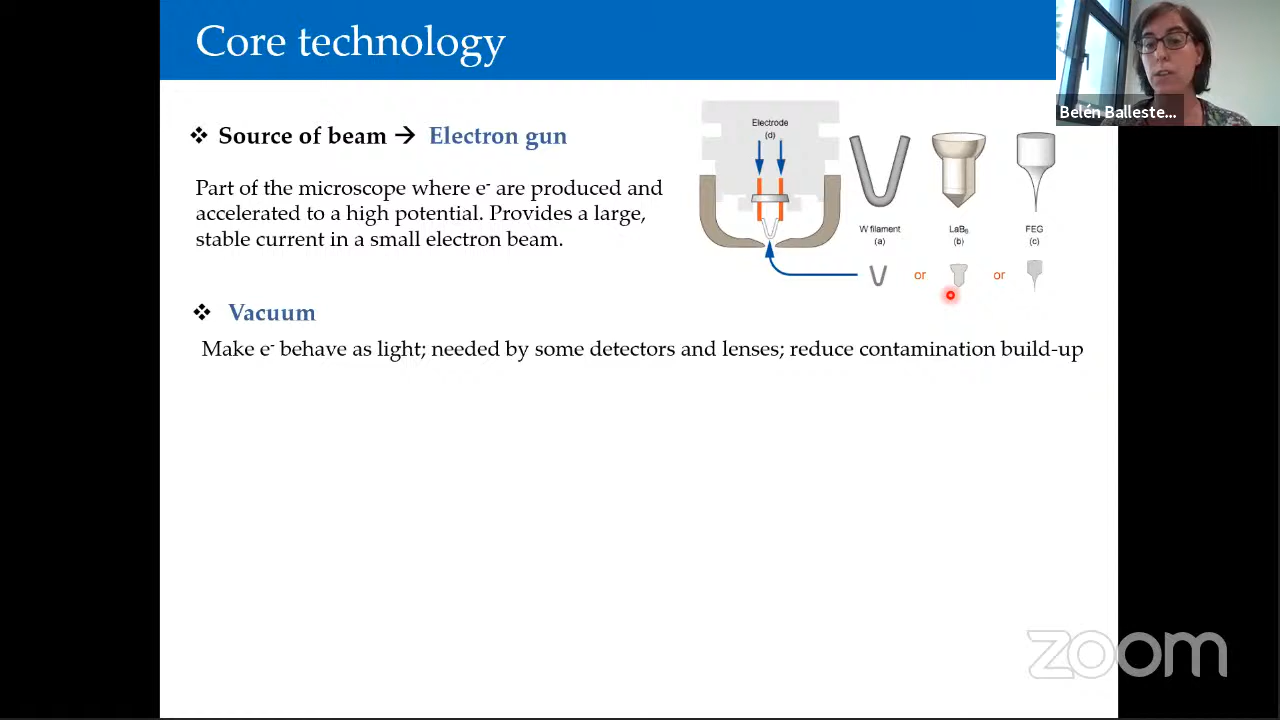 Core technology
Belén Balleste...
❖ Source of beam → Electron gun
Part of the microscope where e⁻ are produced and
accelerated to a high potential. Provides a large,
stable current in a small electron beam.
Electrode
(d)
W filament
(a)
LaB₆
(b)
FEG
(c)
or
or
❖ Vacuum
Make e⁻ behave as light; needed by some detectors and lenses; reduce contamination build-up
zoom